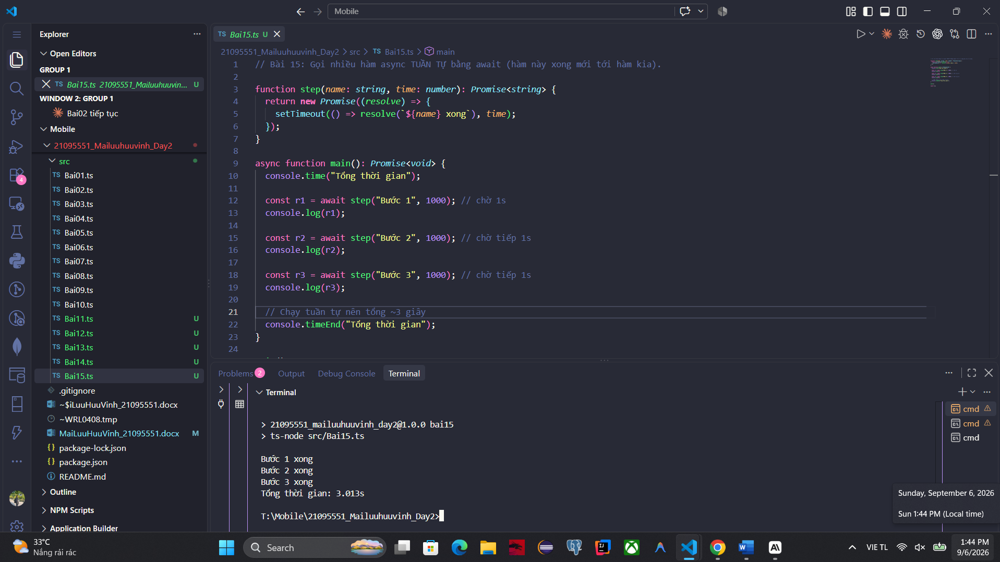 Mobile
Explorer
Open Editors
GROUP 1
TS Bai15.ts 21095551_Mailuuhuuvin... U
WINDOW 2: GROUP 1
Bai02 tiếp tục
Mobile
21095551_Mailuuhuuvinh_Day2
src
TS Bai01.ts
TS Bai02.ts
TS Bai03.ts
TS Bai04.ts
TS Bai05.ts
TS Bai06.ts
TS Bai07.ts
TS Bai08.ts
TS Bai09.ts
TS Bai10.ts
TS Bai11.ts U
TS Bai12.ts U
TS Bai13.ts U
TS Bai14.ts U
TS Bai15.ts U
.gitignore
~$iLuuHuuVinh_21095551.docx
~WRL0408.tmp
MaiLuuHuuVinh_21095551.docx M
{} package-lock.json
{} package.json
README.md
Outline
NPM Scripts
Application Builder
4
TS Bai15.ts U
21095551_Mailuuhuuvinh_Day2 > src > TS Bai15.ts > main
1 // Bài 15: Gọi nhiều hàm async TUẦN TỰ bằng await (hàm này xong mới tới hàm kia).
2
3 function step(name: string, time: number): Promise<string> {
4 return new Promise((resolve) => {
5 setTimeout(() => resolve(`${name} xong`), time);
6 });
7 }
8
9 async function main(): Promise<void> {
10 console.time("Tổng thời gian");
11
12 const r1 = await step("Bước 1", 1000); // chờ 1s
13 console.log(r1);
14
15 const r2 = await step("Bước 2", 1000); // chờ tiếp 1s
16 console.log(r2);
17
18 const r3 = await step("Bước 3", 1000); // chờ tiếp 1s
19 console.log(r3);
20
21 // Chạy tuần tự nên tổng ~3 giây
22 console.timeEnd("Tổng thời gian");
23 }
24
Problems 2 Output Debug Console Terminal
Terminal
> 21095551_mailuuhuuvinh_day2@1.0.0 bai15
> ts-node src/Bai15.ts
Bước 1 xong
Bước 2 xong
Bước 3 xong
Tổng thời gian: 3.013s
T:\Mobile\21095551_Mailuuhuuvinh_Day2>
cmd
cmd
cmd
Sunday, September 6, 2026
Sun 1:44 PM (Local time)
33°C
Nắng rải rác
Search
VIE TL
1:44 PM
9/6/2026